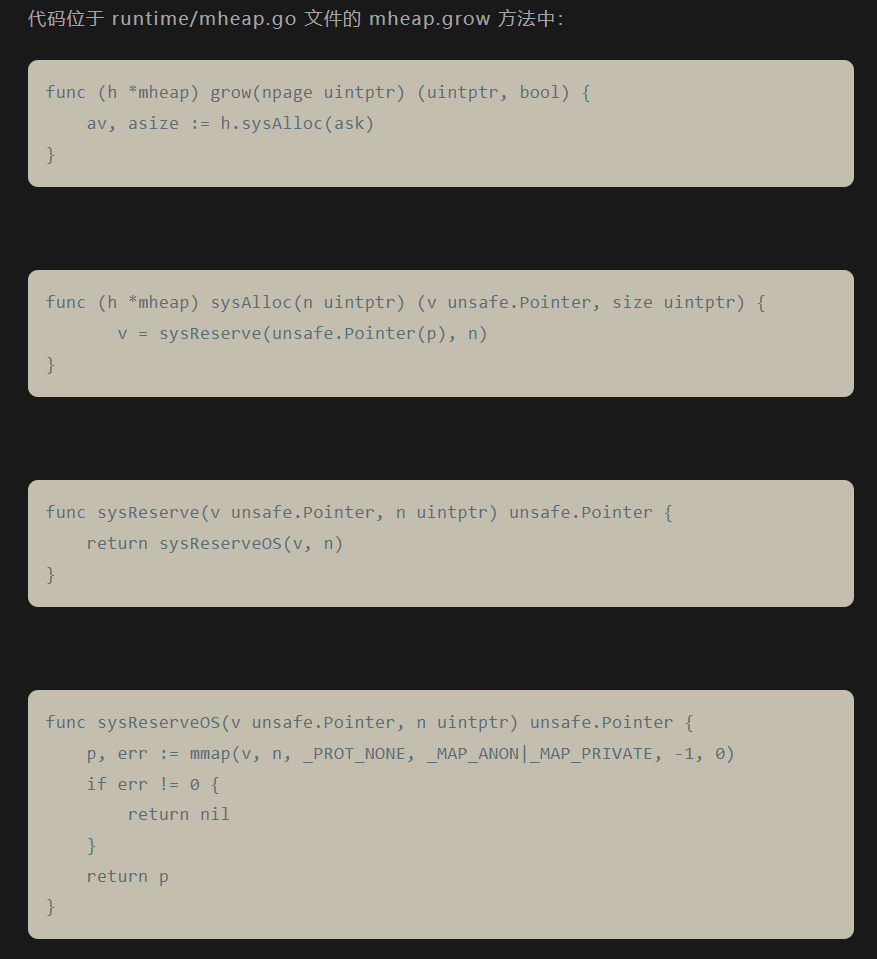 代码位于 runtime/mheap.go 文件的 mheap.grow 方法中：
func (h *mheap) grow(npage uintptr) (uintptr, bool) {
    av, asize := h.sysAlloc(ask)
}
func (h *mheap) sysAlloc(n uintptr) (v unsafe.Pointer, size uintptr) {
       v = sysReserve(unsafe.Pointer(p), n)
}
func sysReserve(v unsafe.Pointer, n uintptr) unsafe.Pointer {
    return sysReserveOS(v, n)
}
func sysReserveOS(v unsafe.Pointer, n uintptr) unsafe.Pointer {
    p, err := mmap(v, n, _PROT_NONE, _MAP_ANON|_MAP_PRIVATE, -1, 0)
    if err != 0 {
        return nil
    }
    return p
}